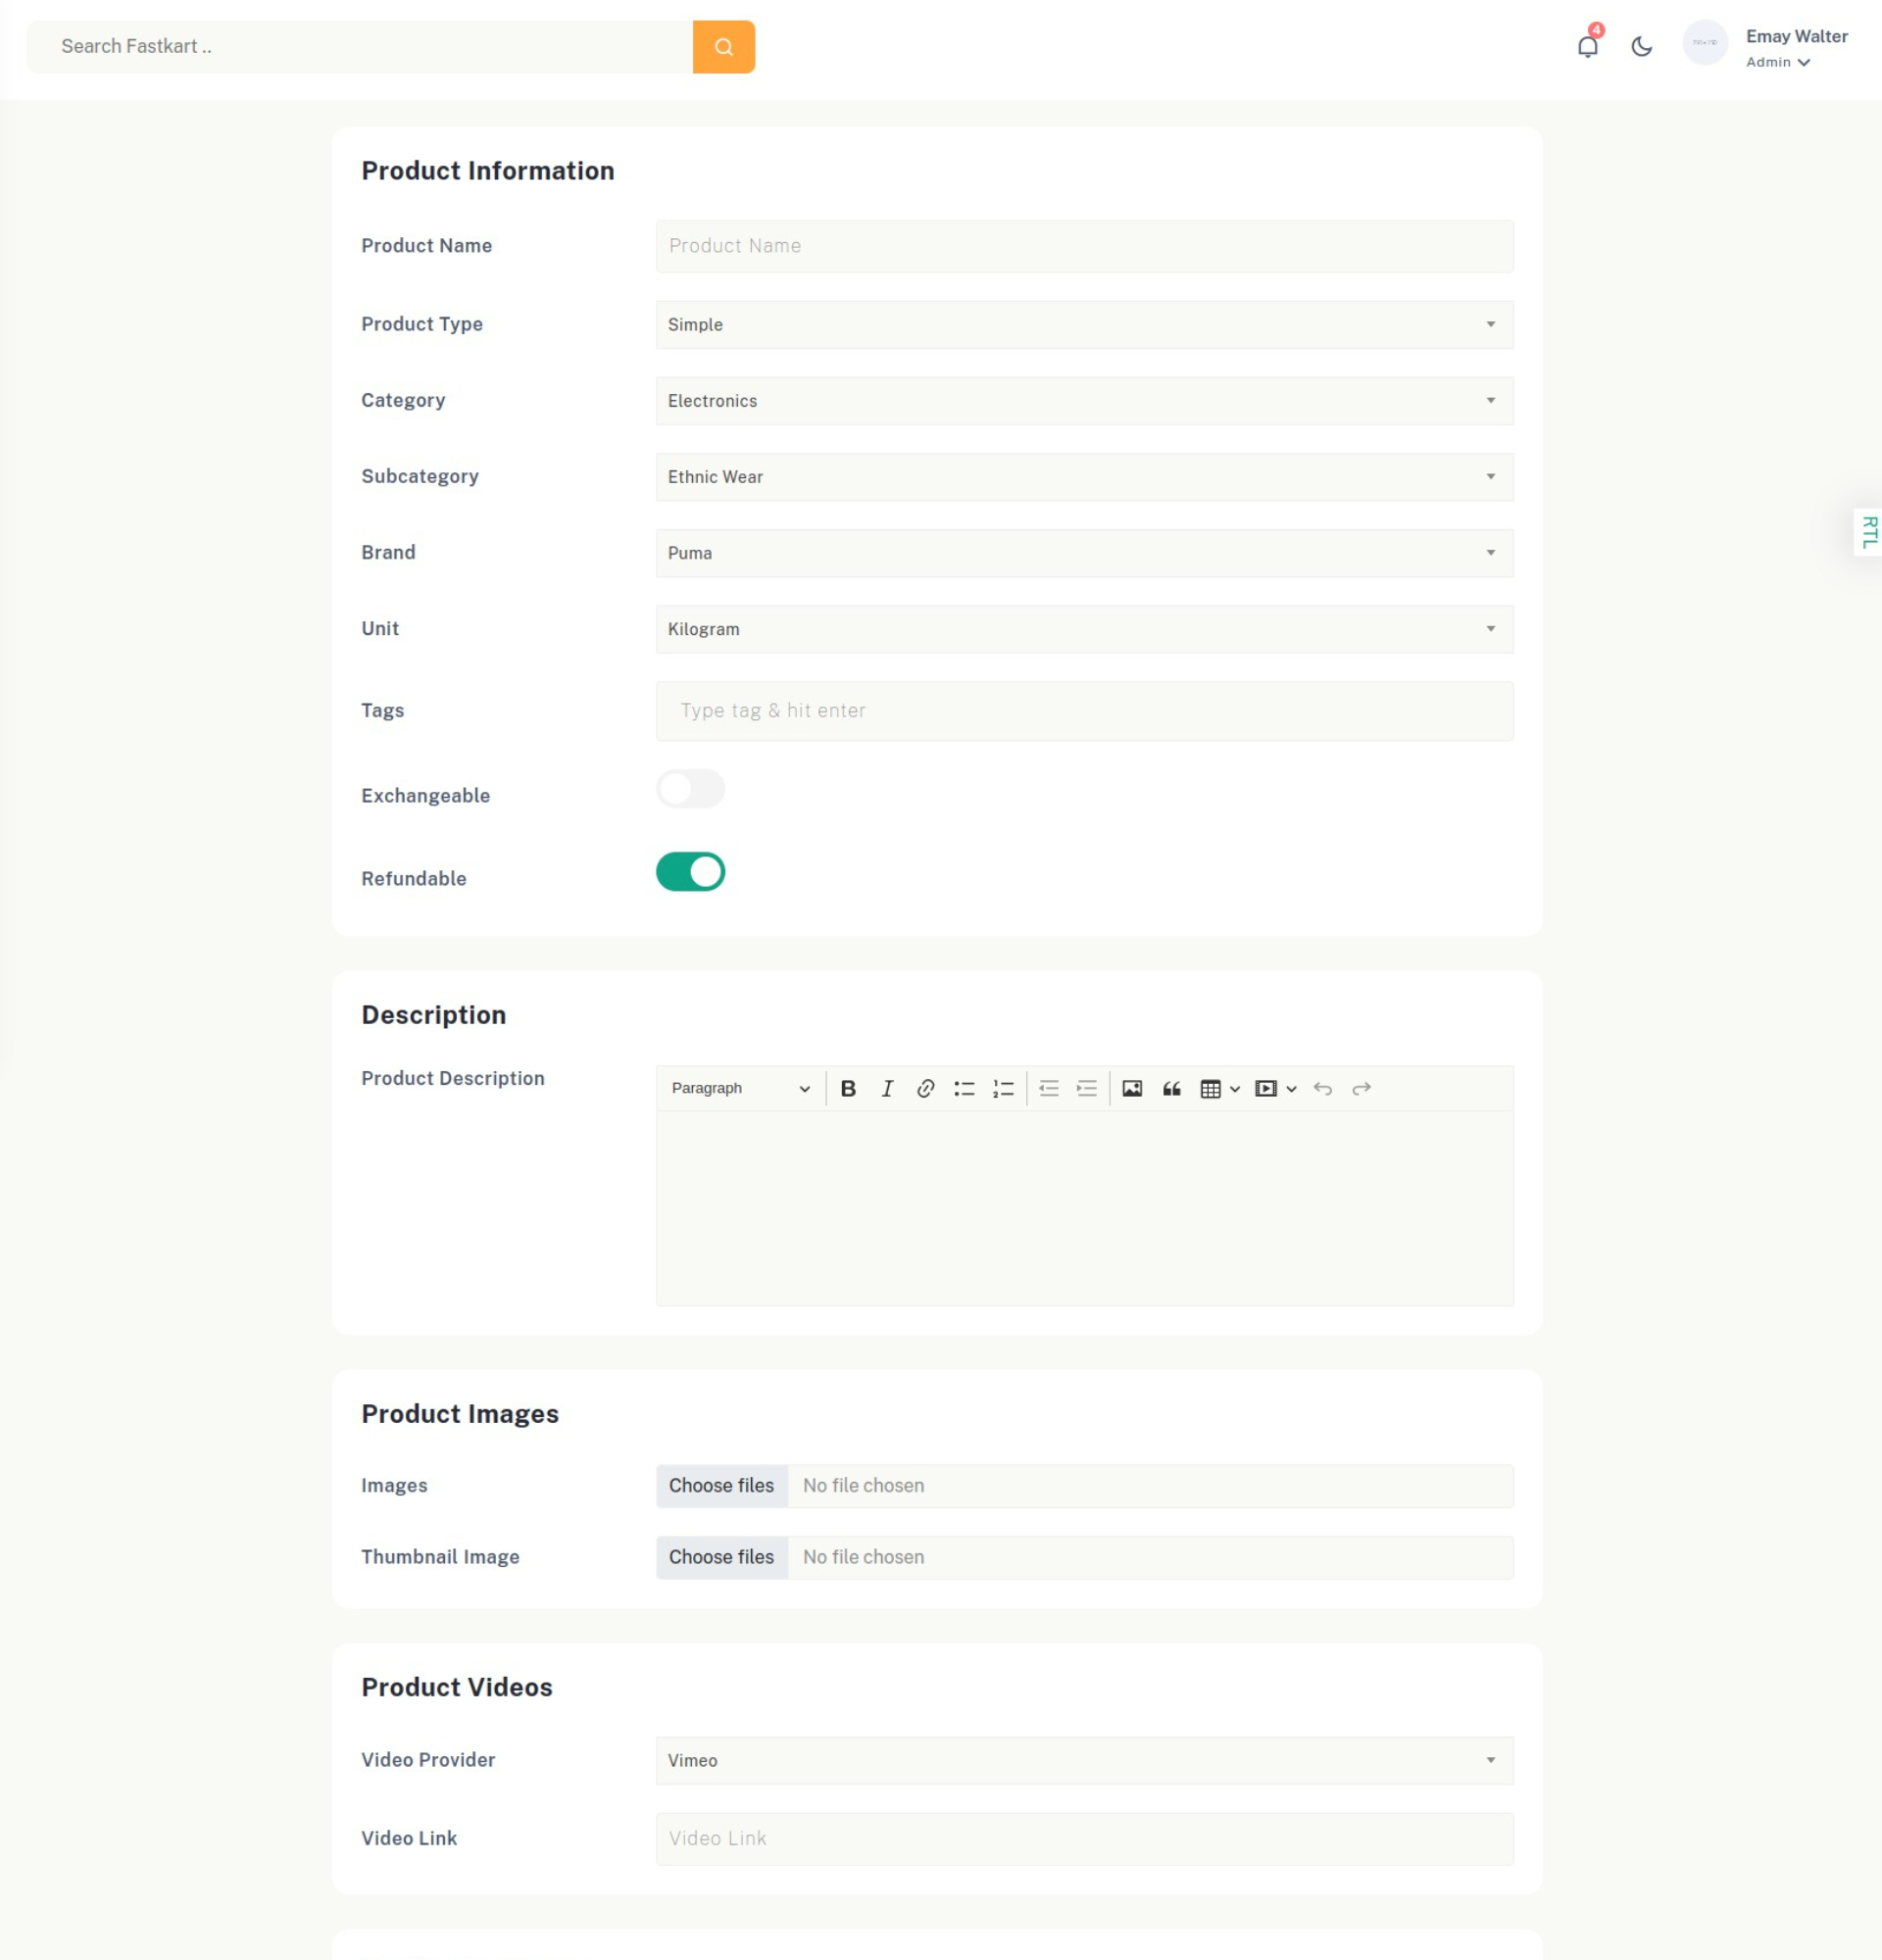 Search Fastkart ..
4
Emay Walter
Admin
Product Information
Product Name Product Name
Product Type Simple
Category Electronics
Subcategory Ethnic Wear
Brand Puma
Unit Kilogram
Tags Type tag & hit enter
Exchangeable
Refundable
RTL
Description
Product Description Paragraph
Product Images
Images Choose files No file chosen
Thumbnail Image Choose files No file chosen
Product Videos
Video Provider Vimeo
Video Link Video Link